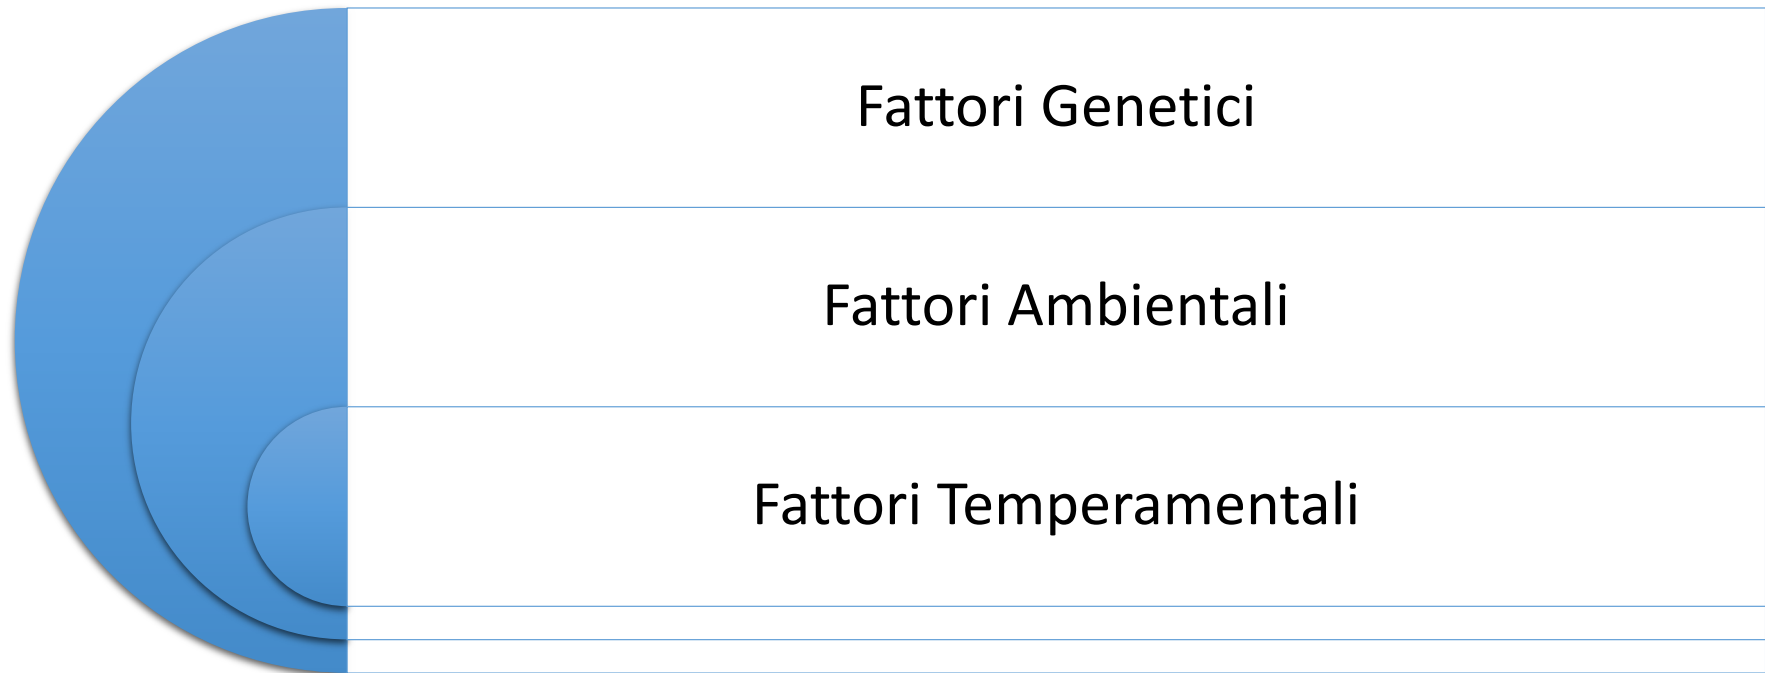 Fattori Genetici
Fattori Ambientali
Fattori Temperamentali